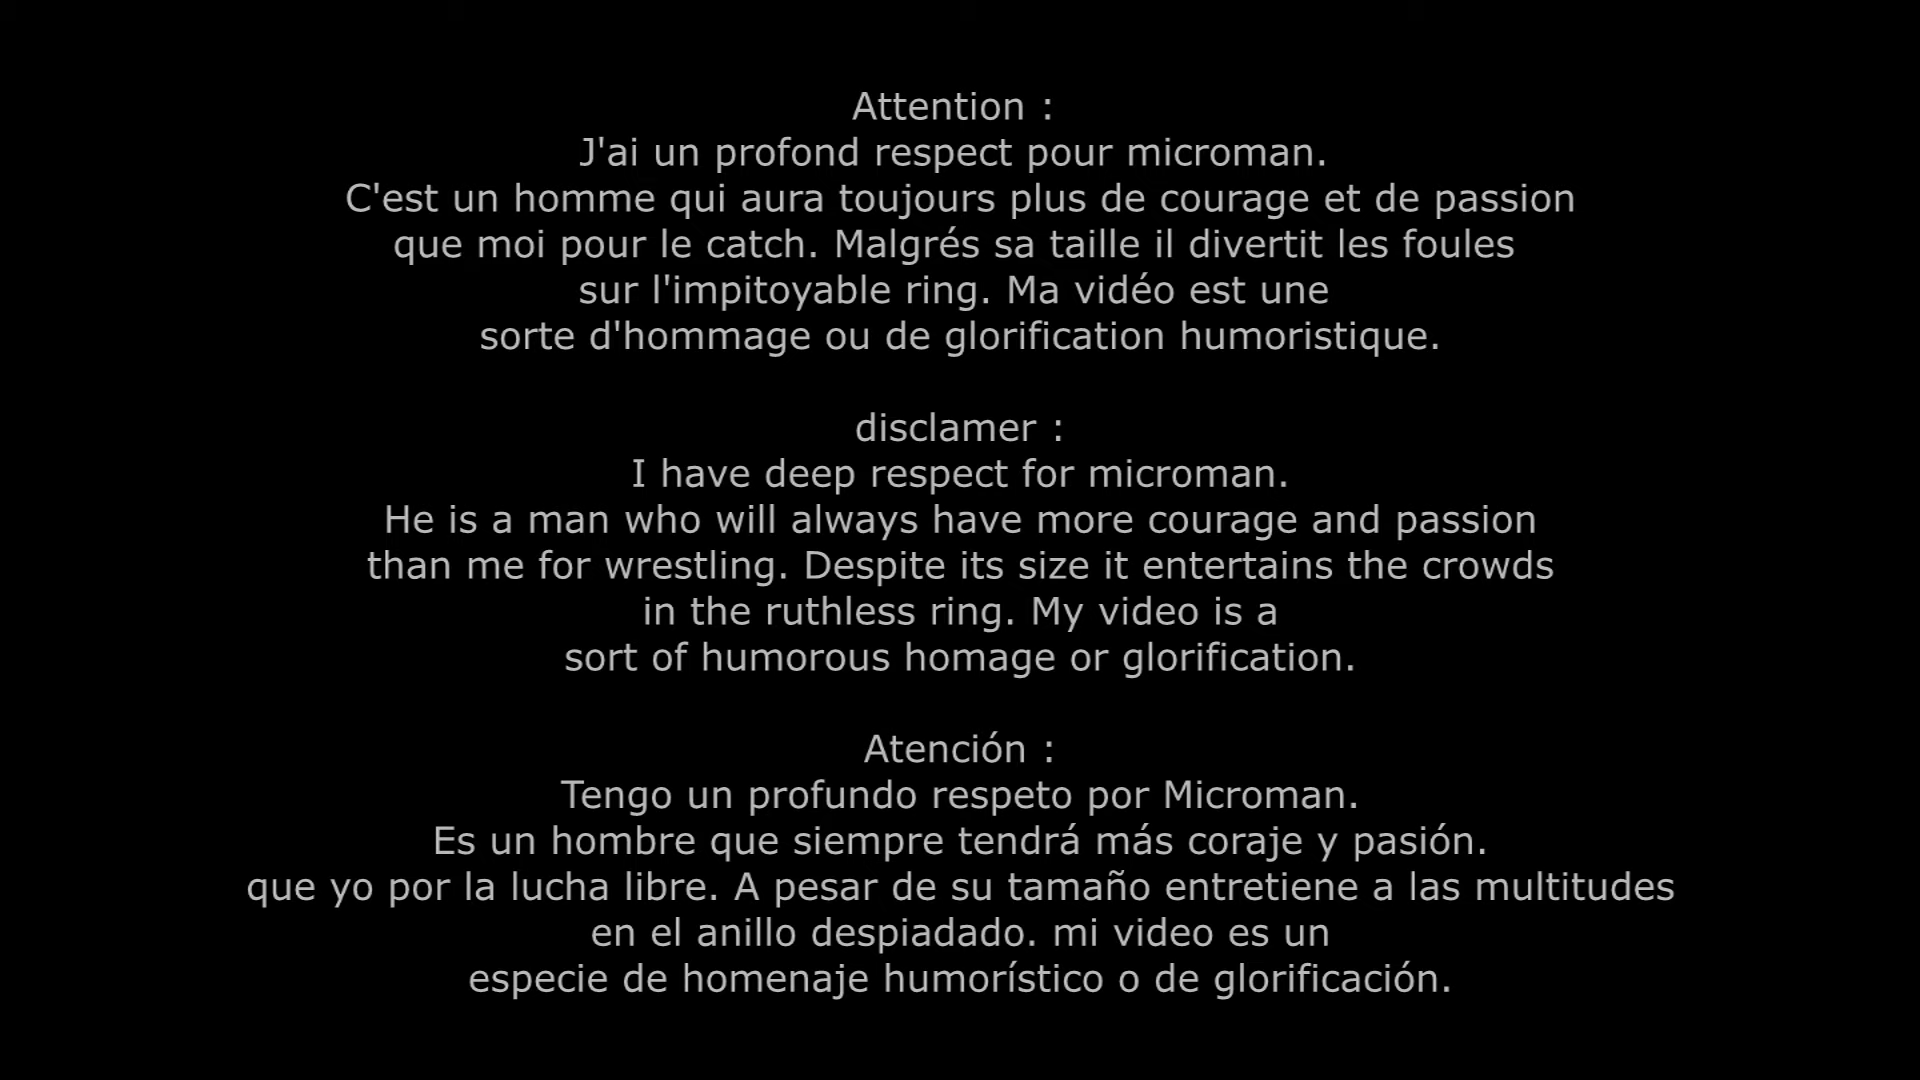 Attention :
J'ai un profond respect pour microman.
C'est un homme qui aura toujours plus de courage et de passion
que moi pour le catch. Malgrés sa taille il divertit les foules
sur l'impitoyable ring. Ma vidéo est une
sorte d'hommage ou de glorification humoristique.
disclamer :
I have deep respect for microman.
He is a man who will always have more courage and passion
than me for wrestling. Despite its size it entertains the crowds
in the ruthless ring. My video is a
sort of humorous homage or glorification.
Atención :
Tengo un profundo respeto por Microman.
Es un hombre que siempre tendrá más coraje y pasión.
que yo por la lucha libre. A pesar de su tamaño entretiene a las multitudes
en el anillo despiadado. mi video es un
especie de homenaje humorístico o de glorificación.